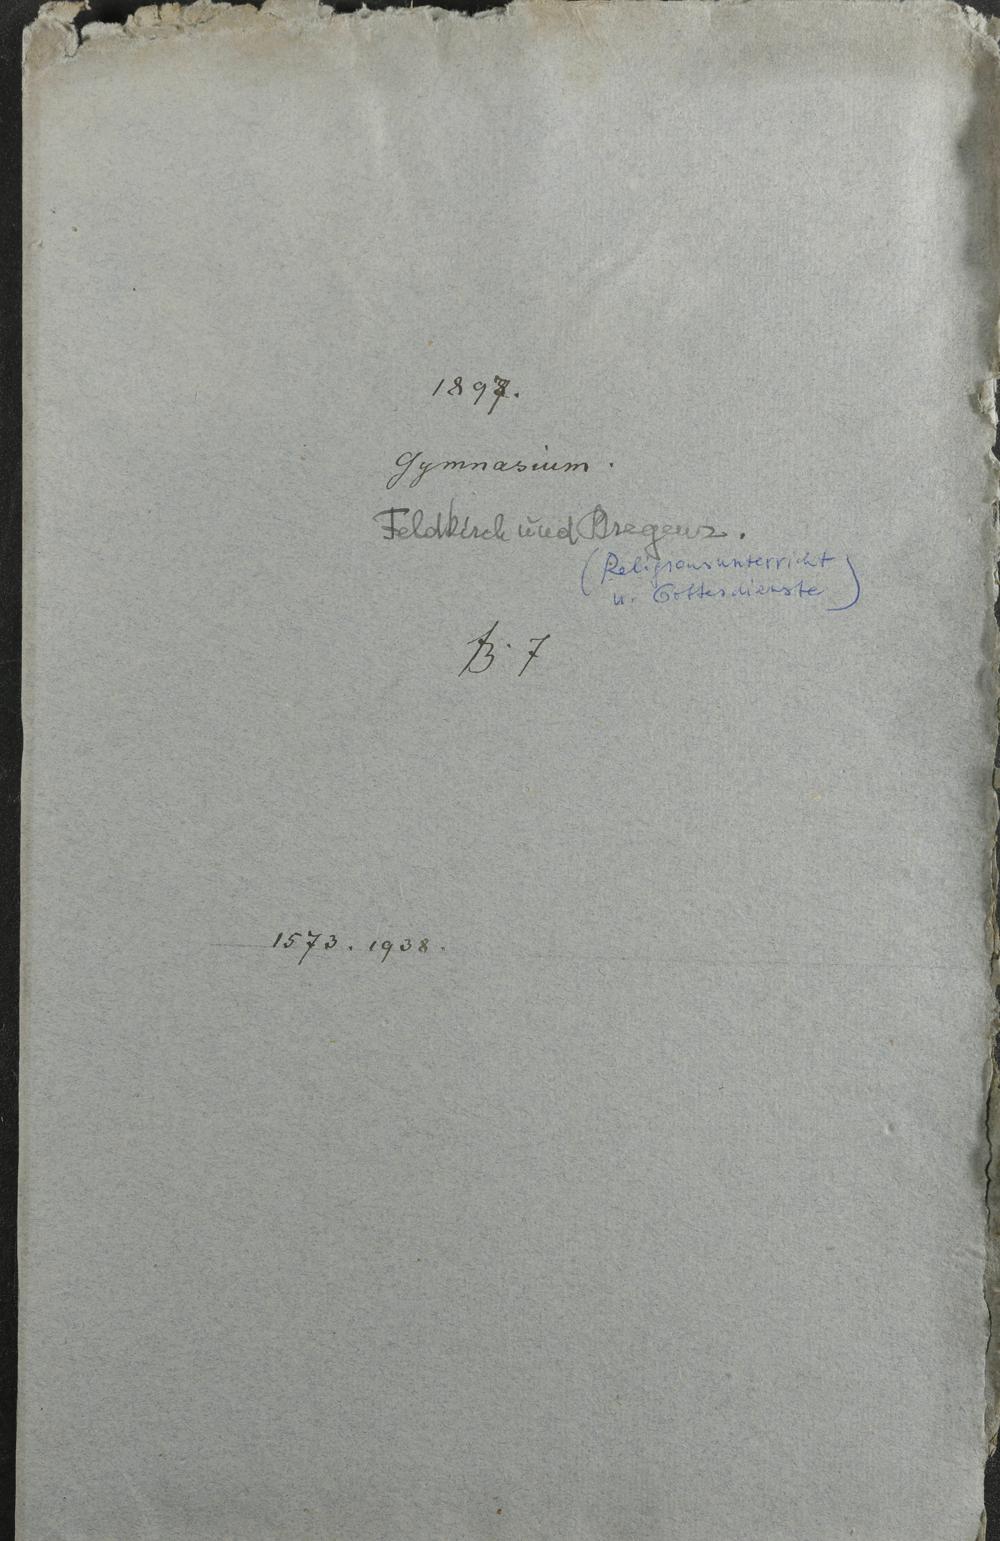 1897.
Gymnasium.
Feldkirch und Bregenz.
(Religionsunterricht
u. Gottesdienste)
B. 7
1573. 1938.